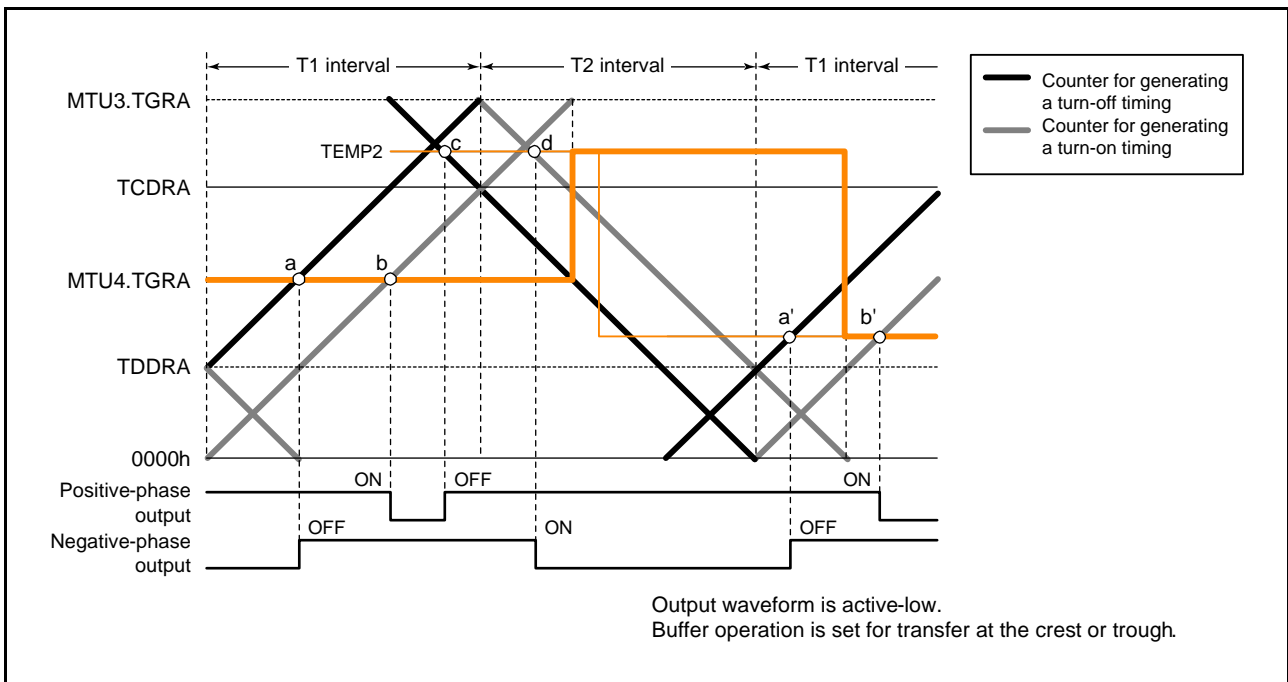 T1 interval
T2 interval
T1 interval
Counter for generating
a turn-off timing
Counter for generating
a turn-on timing
MTU3.TGRA
TEMP2
c
d
TCDRA
MTU4.TGRA
a
b
a'
b'
TDDRA
0000h
Positive-phase
output
ON
OFF
ON
Negative-phase
output
OFF
ON
OFF
Output waveform is active-low.
Buffer operation is set for transfer at the crest or trough.